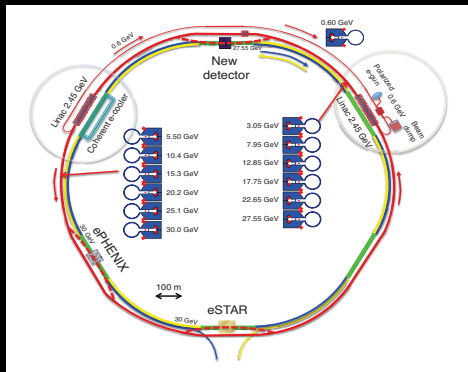 0.60 GeV
0.6 GeV
27.55 GeV
New
detector
Linac 2.45 GeV
Coherent e-cooler
Polarized
e-gun
0.6 GeV
Beam
dump
Linac 2.45 GeV
5.50 GeV
10.4 GeV
15.3 GeV
20.2 GeV
25.1 GeV
30.0 GeV
3.05 GeV
7.95 GeV
12.85 GeV
17.75 GeV
22.65 GeV
27.55 GeV
30 GeV
ePHENIX
100 m
eSTAR
30 GeV